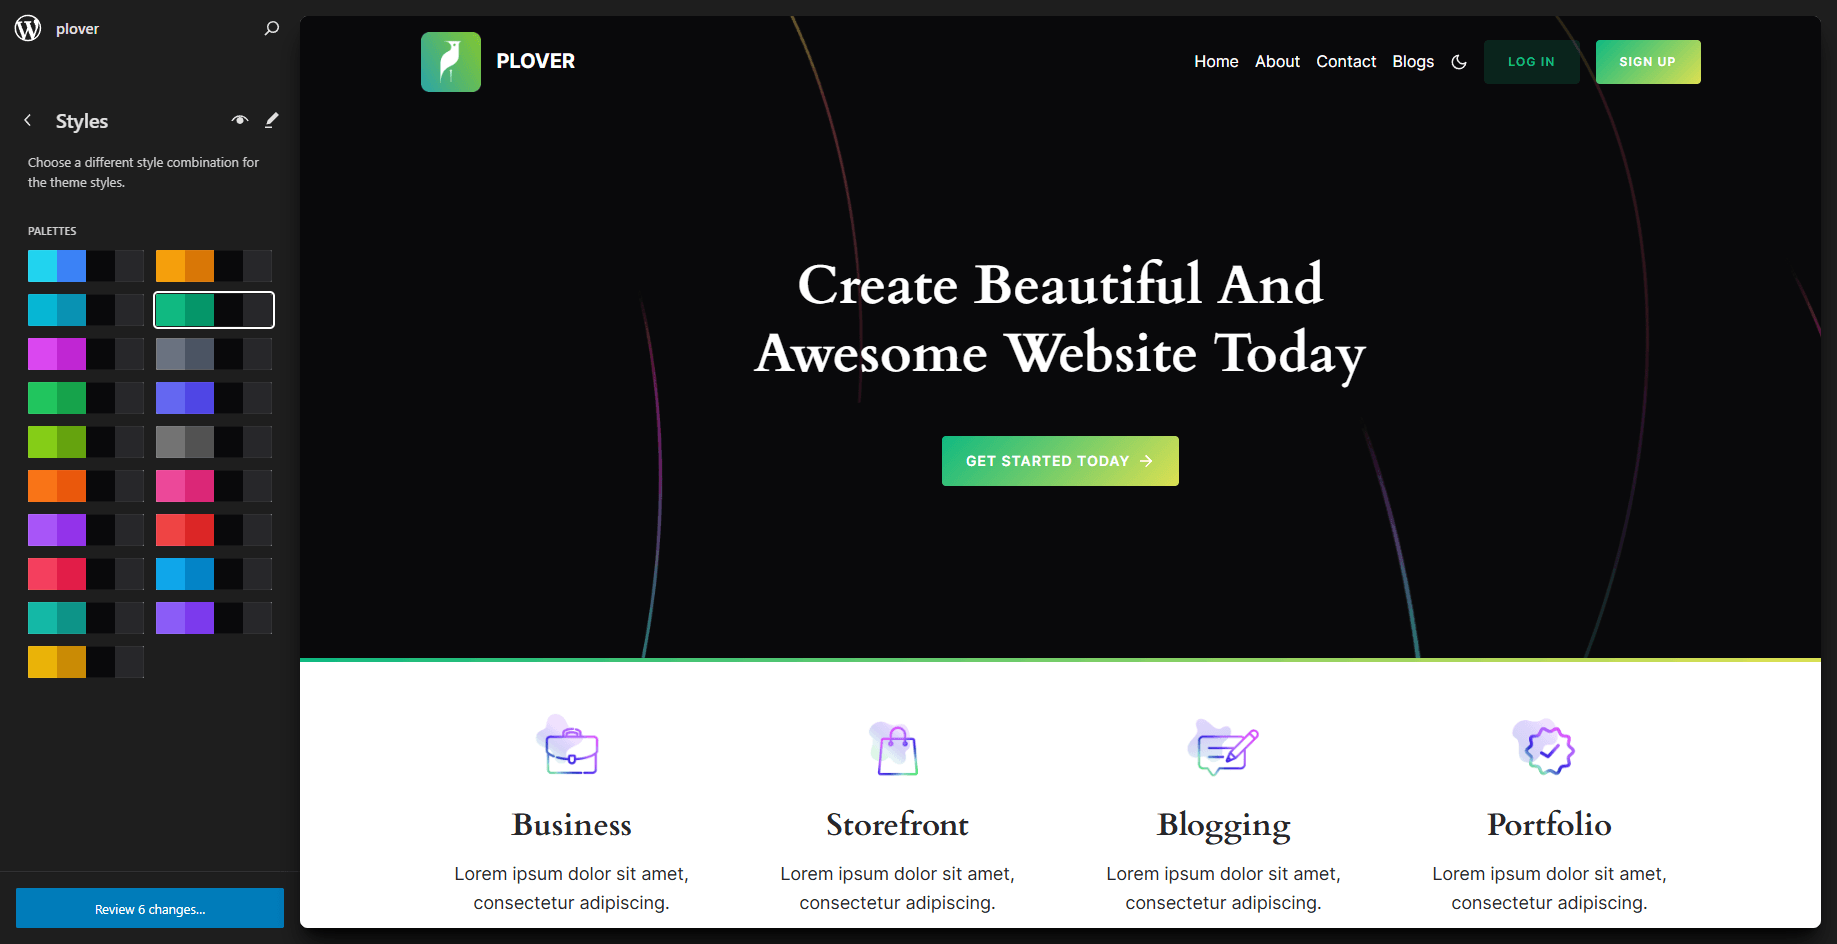 plover
Styles
Choose a different style combination for
the theme styles.
PALETTES
Review 6 changes...
PLOVER
Home About Contact Blogs LOG IN SIGN UP
Create Beautiful And
Awesome Website Today
GET STARTED TODAY →
Business Storefront Blogging Portfolio
Lorem ipsum dolor sit amet, Lorem ipsum dolor sit amet, Lorem ipsum dolor sit amet, Lorem ipsum dolor sit amet,
consectetur adipiscing. consectetur adipiscing. consectetur adipiscing. consectetur adipiscing.